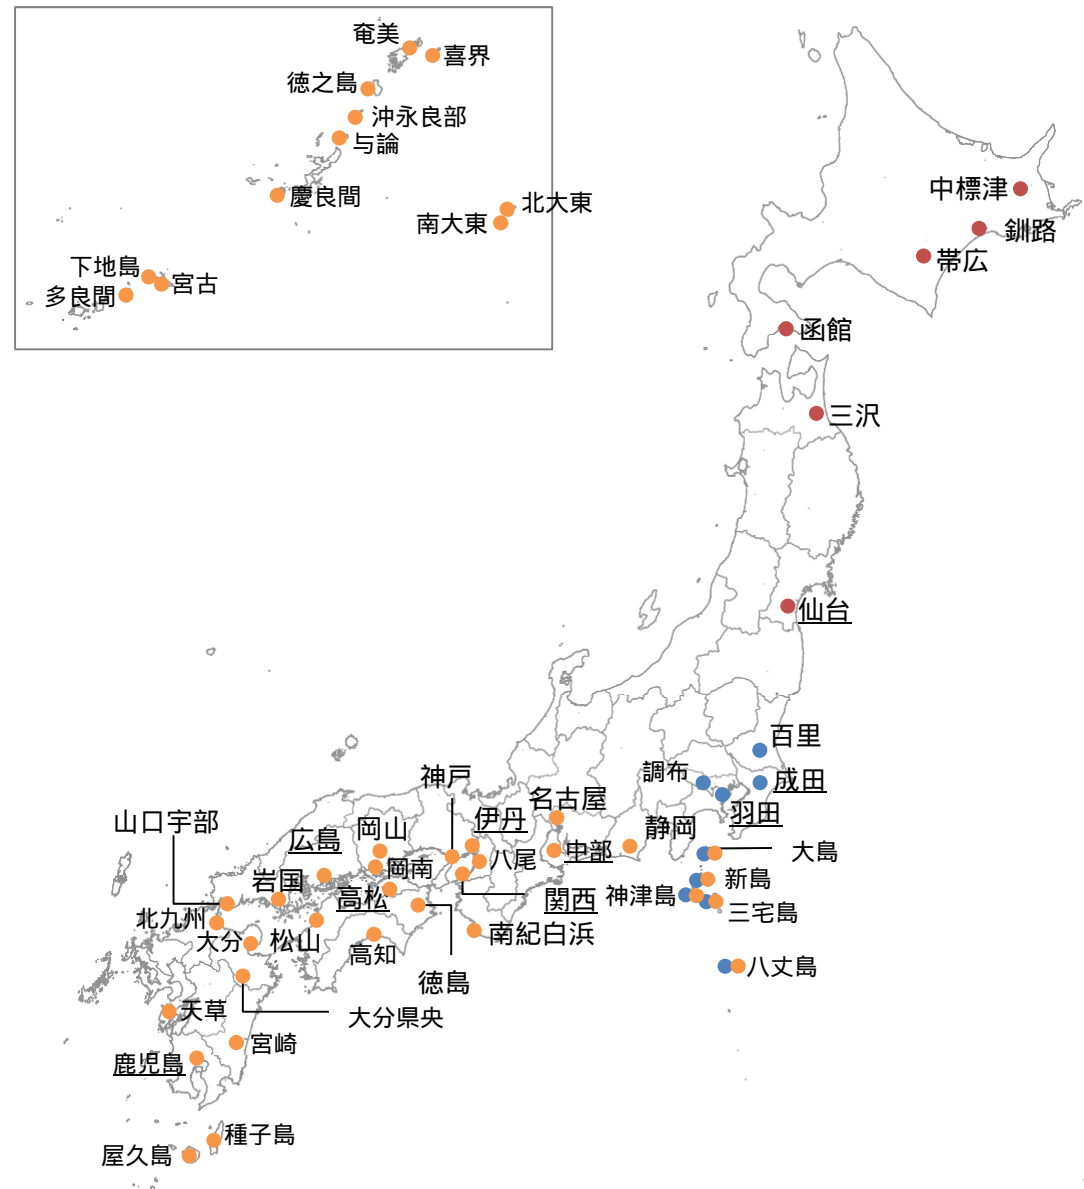 奄美
喜界
徳之島
沖永良部
与論
慶良間
北大東
南大東
下地島
宮古
多良間
中標津
釧路
帯広
函館
三沢
仙台
百里
調布
成田
羽田
神戸
名古屋
伊丹
静岡
山口宇部
広島
岡山
中部
大島
八尾
岡南
岩国
高松
関西
新島
神津島
三宅島
北九州
大分
松山
高知
南紀白浜
八丈島
徳島
天草
大分県央
宮崎
鹿児島
種子島
屋久島